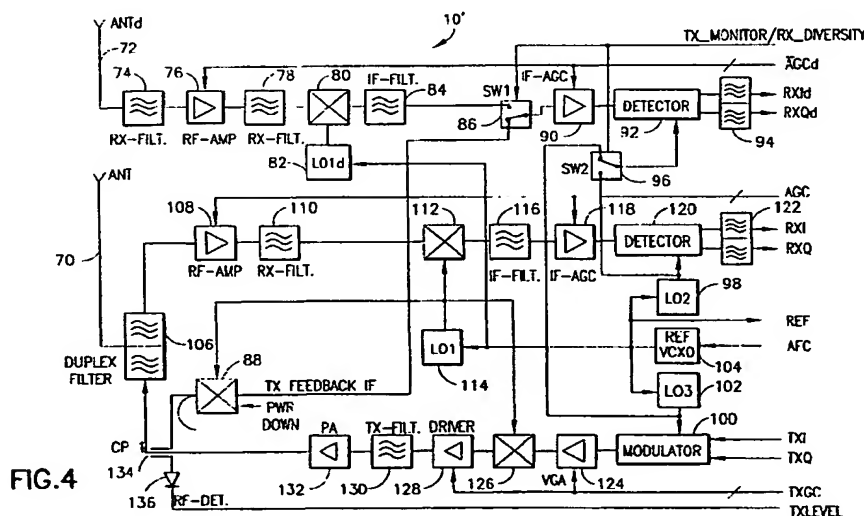 ANTd
10'
TX_MONITOR/RX_DIVERSITY
72
74
76
78
80
IF-FILT.
IF-AGC
AGCd
SW1
RXId
84
86
90
DETECTOR
92
RXQd
94
RX-FILT.
RF-AMP
RX-FILT.
82
LO1d
SW2
96
ANT
AGC
108
110
112
116
118
120
122
DETECTOR
RXI
RXQ
RF-AMP
RX-FILT.
IF-FILT.
IF-AGC
70
LO2
98
REF
106
DUPLEX
FILTER
88
LO1
114
REF
VCXO
104
AFC
TX FEEDBACK IF
PWR
DOWN
LO3
102
100
CP
134
PA
TX-FILT.
DRIVER
MODULATOR
TXI
TXQ
132
130
128
126
VGA
124
FIG.4
136
RF-DET.
TXGC
TXLEVEL